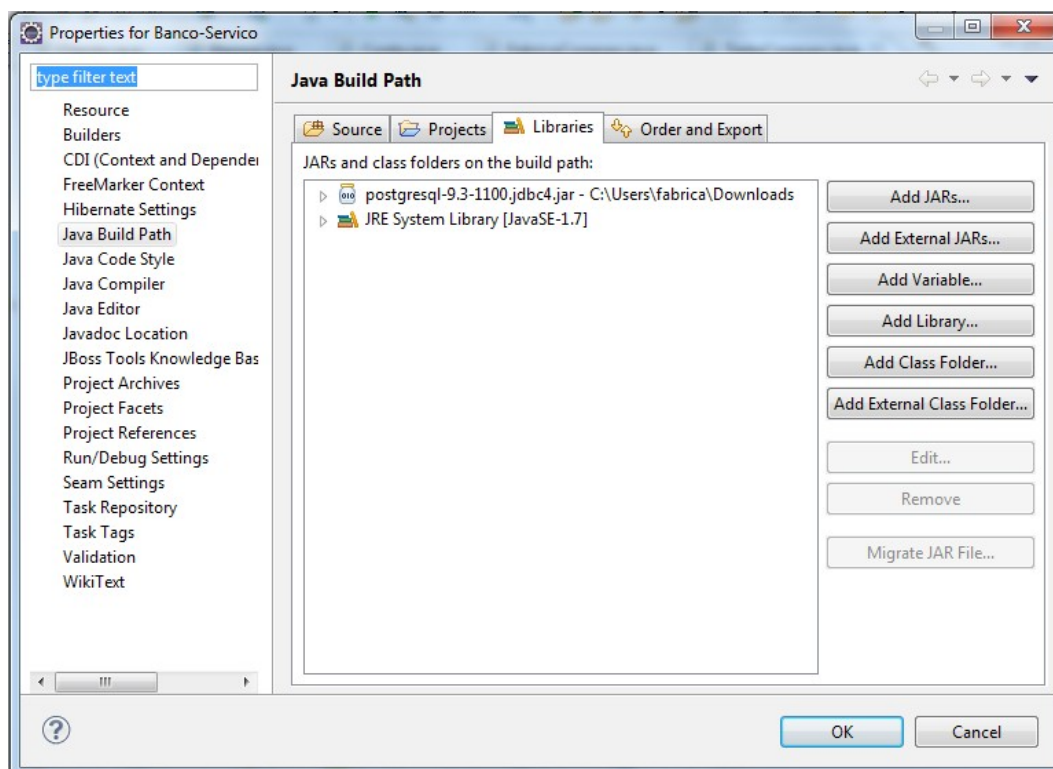 Properties for Banco-Servico
type filter text
Resource
Builders
CDI (Context and Depender
FreeMarker Context
Hibernate Settings
Java Build Path
Java Code Style
Java Compiler
Java Editor
Javadoc Location
JBoss Tools Knowledge Bas
Project Archives
Project Facets
Project References
Run/Debug Settings
Seam Settings
Task Repository
Task Tags
Validation
WikiText
Java Build Path
Source Projects Libraries Order and Export
JARs and class folders on the build path:
010 postgresql-9.3-1100.jdbc4.jar - C:\Users\fabrica\Downloads
JRE System Library [JavaSE-1.7]
Add JARs...
Add External JARs...
Add Variable...
Add Library...
Add Class Folder...
Add External Class Folder...
Edit...
Remove
Migrate JAR File...
?
OK Cancel